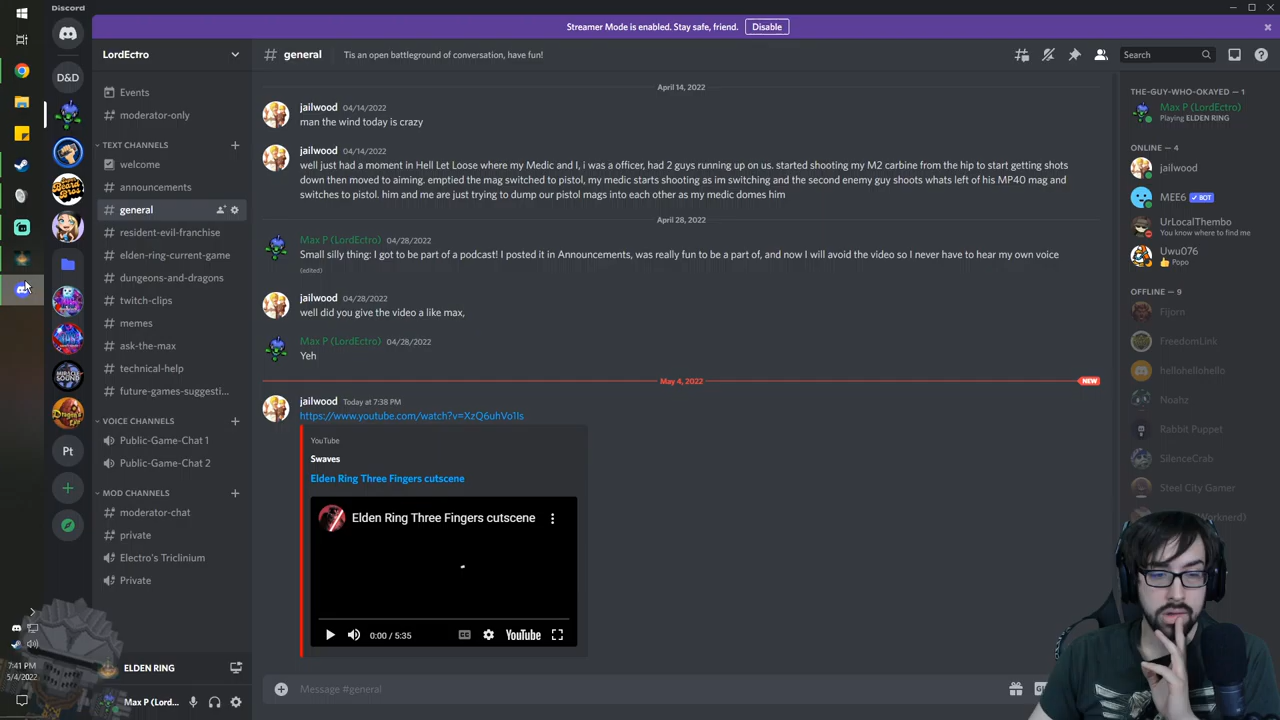 Discord
Streamer Mode is enabled. Stay safe, friend.
Disable
D&D
Pt
LordEctro
Events
moderator-only
TEXT CHANNELS
welcome
announcements
general
resident-evil-franchise
elden-ring-current-game
dungeons-and-dragons
twitch-clips
memes
ask-the-max
technical-help
future-games-suggesti...
VOICE CHANNELS
Public-Game-Chat 1
Public-Game-Chat 2
MOD CHANNELS
moderator-chat
private
Electro's Triclinium
Private
ELDEN RING
Max P (Lord...
7:41 PM
5/4/2022
# general
Tis an open battleground of conversation, have fun!
Search
April 14, 2022
jailwood 04/14/2022
man the wind today is crazy
jailwood 04/14/2022
well just had a moment in Hell Let Loose where my Medic and I, i was a officer, had 2 guys running up on us. started shooting my M2 carbine from the hip to start getting shots
down then moved to aiming. emptied the mag switched to pistol, my medic starts shooting as im switching and the second enemy guy shoots whats left of his MP40 mag and
switches to pistol. him and me are just trying to dump our pistol mags into each other as my medic domes him
April 28, 2022
Max P (LordEctro) 04/28/2022
Small silly thing: I got to be part of a podcast! I posted it in Announcements, was really fun to be a part of, and now I will avoid the video so I never have to hear my own voice
(edited)
jailwood 04/28/2022
well did you give the video a like max,
Max P (LordEctro) 04/28/2022
Yeh
May 4, 2022
NEW
jailwood Today at 7:38 PM
https://www.youtube.com/watch?v=XzQ6uhVo1Is
YouTube
Swaves
Elden Ring Three Fingers cutscene
Elden Ring Three Fingers cutscene
0:00 / 5:35
CC
YouTube
Message #general
THE-GUY-WHO-OKAYED — 1
Max P (LordEctro)
Playing ELDEN RING
ONLINE — 4
jailwood
MEE6 ✓ BOT
UrLocalThembo
You know where to find me
Uwu076
👍 Popo
OFFLINE — 9
Fijorn
FreedomLink
hellohellohello
Noahz
Rabbit Puppet
SilenceCrab
Steel City Gamer